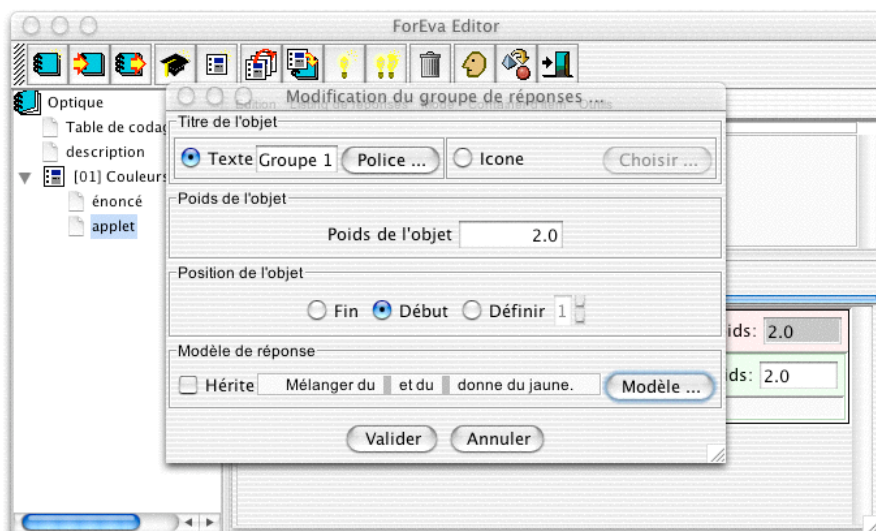 ForEva Editor
Optique
Table de codag
description
[01] Couleurs
énoncé
applet
Modification du groupe de réponses ...
Titre de l'objet
Texte Groupe 1 Police ... Icone Choisir ...
Poids de l'objet
Poids de l'objet 2.0
Position de l'objet
Fin Début Définir 1
Modèle de réponse
Hérite Mélanger du et du donne du jaune. Modèle ...
Valider Annuler
ids: 2.0
ids: 2.0